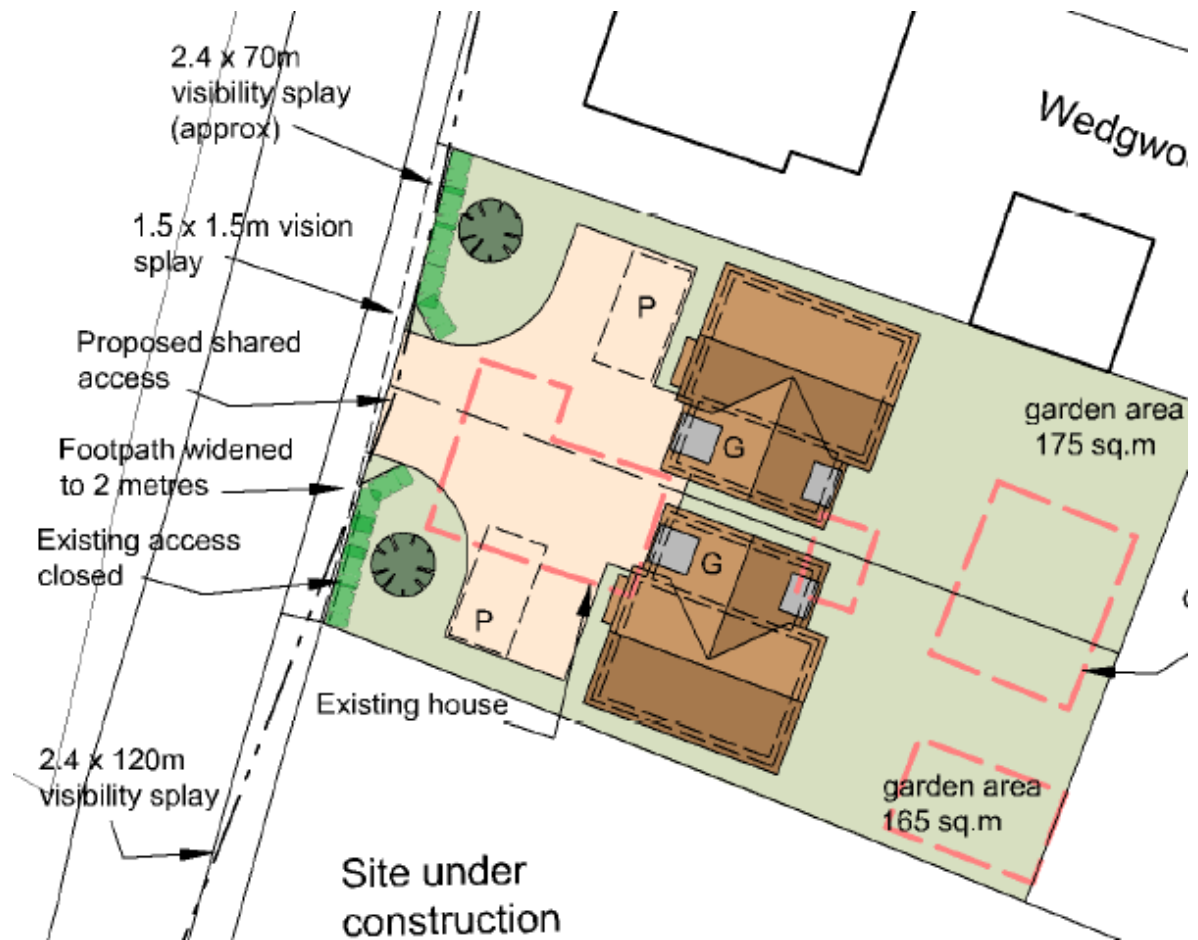 2.4 x 70m
visibility splay
(approx)
Wedgwo
1.5 x 1.5m vision
splay
P
Proposed shared
access
garden area
175 sq.m
G
Footpath widened
to 2 metres
Existing access
closed
G
P
Existing house
2.4 x 120m
visibility splay
garden area
165 sq.m
Site under
construction